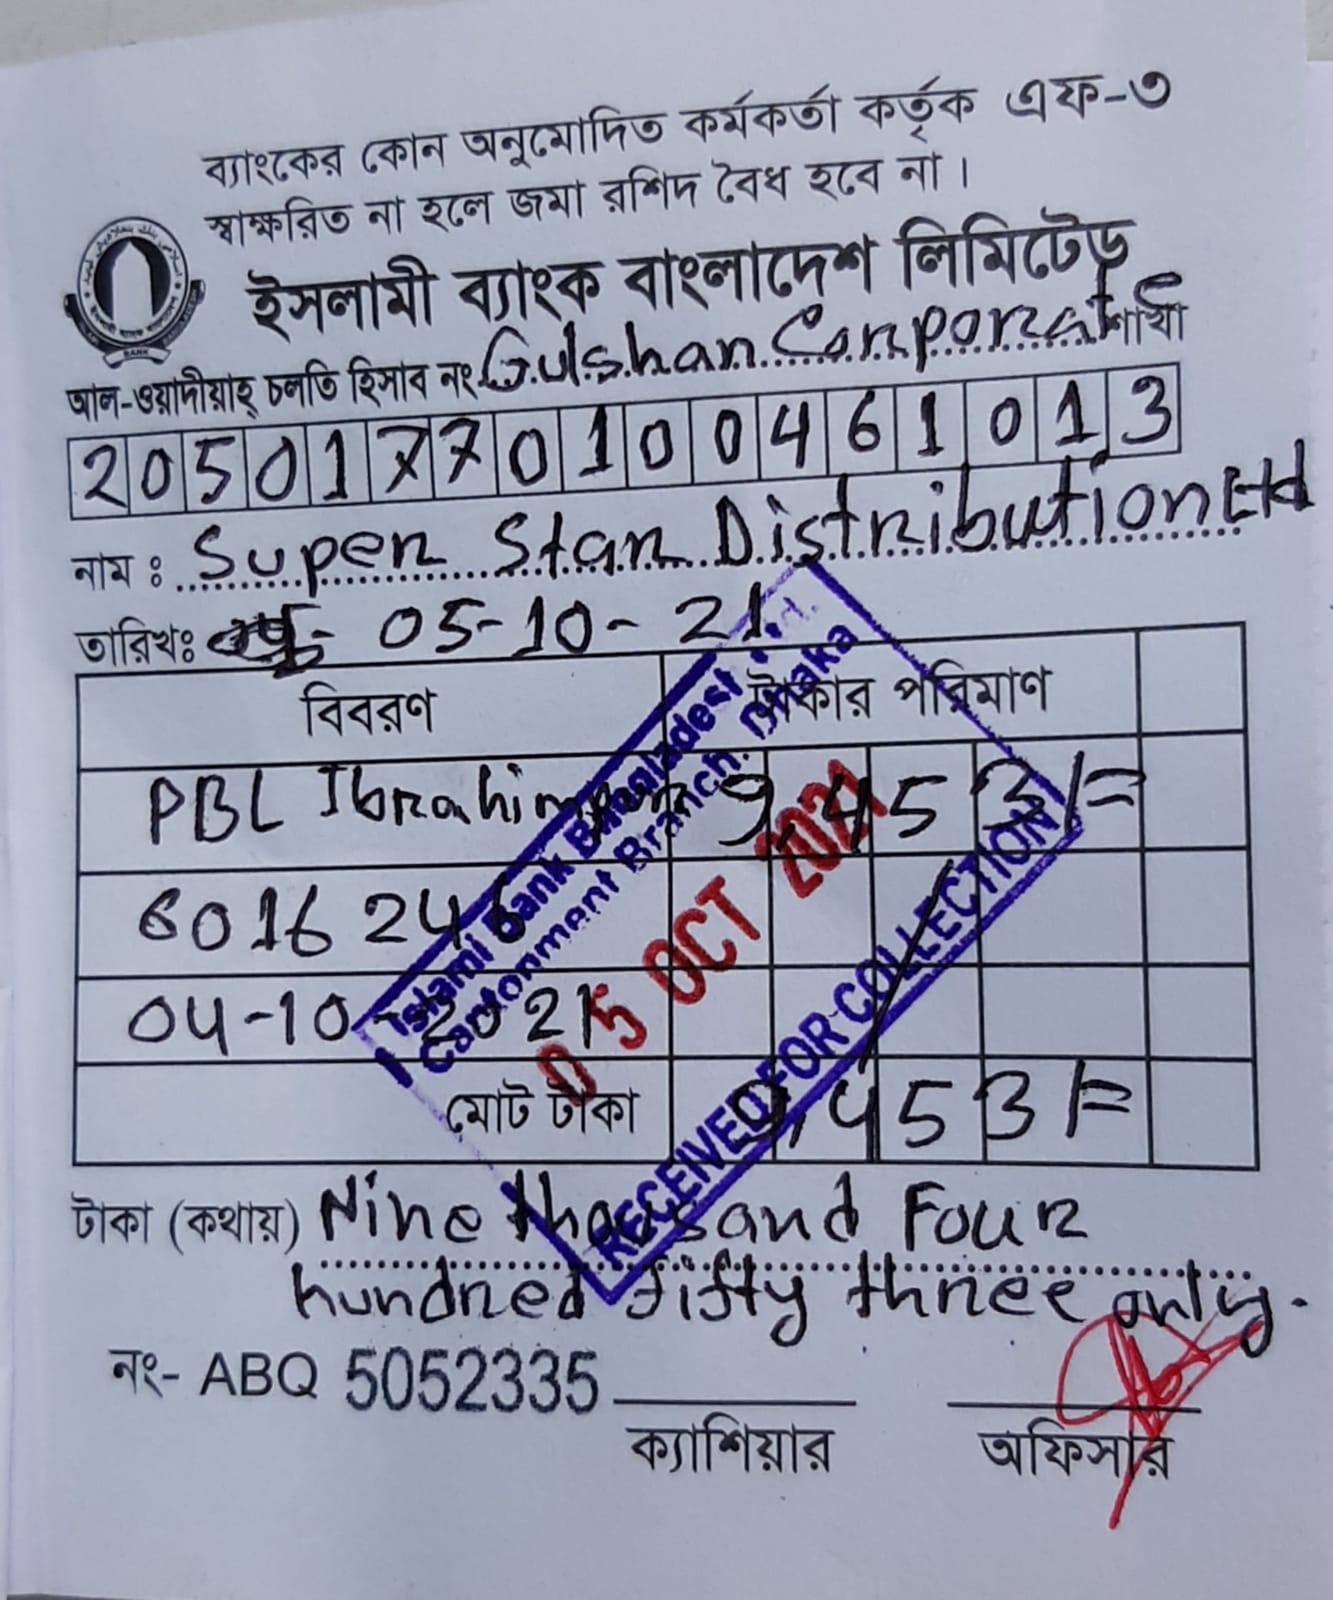 ব্যাংকের কোন অনুমোদিত কর্মকর্তা কর্তৃক এফ-৩
স্বাক্ষরিত না হলে জমা রশিদ বৈধ হবে না।
ইসলামী ব্যাংক বাংলাদেশ লিমিটেড
Gulshan Corporat শাখা
আল-ওয়াদীয়াহ্ চলতি হিসাব নং
2 0 5 0 1 7 7 0 1 0 0 4 6 1 0 1 3
নাম : Super Star Distribution Ltd
তারিখঃ 05-10-21
বিবরণ টাকার পরিমাণ
PBL Ibrahimpur 9,453/=
6016246
04-10-2021
মোট টাকা 9,453/=
Islami Bank Bangladesh
Cantonment Branch. Dhaka
05 OCT 2021
RECEIVED FOR COLLECTION
টাকা (কথায়) Nine thousand Four
hundred fifty three only.
নং- ABQ 5052335
ক্যাশিয়ার অফিসার